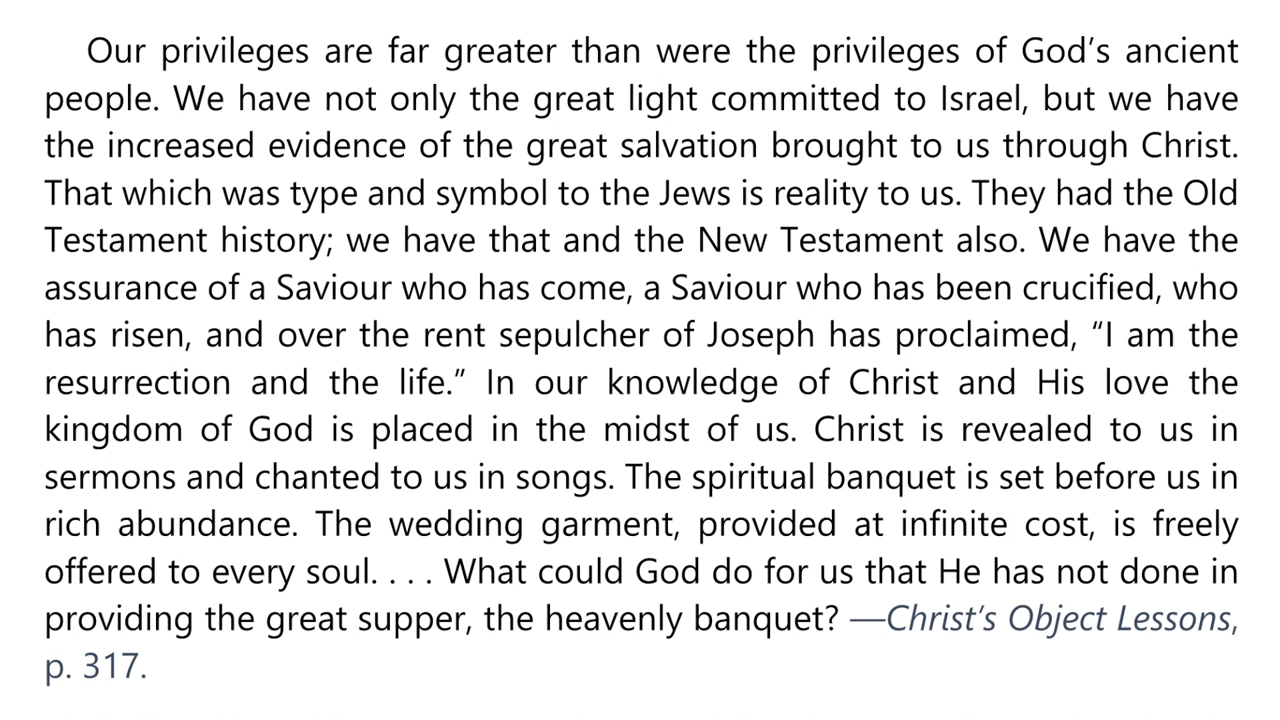 Our privileges are far greater than were the privileges of God’s ancient
people. We have not only the great light committed to Israel, but we have
the increased evidence of the great salvation brought to us through Christ.
That which was type and symbol to the Jews is reality to us. They had the Old
Testament history; we have that and the New Testament also. We have the
assurance of a Saviour who has come, a Saviour who has been crucified, who
has risen, and over the rent sepulcher of Joseph has proclaimed, “I am the
resurrection and the life.” In our knowledge of Christ and His love the
kingdom of God is placed in the midst of us. Christ is revealed to us in
sermons and chanted to us in songs. The spiritual banquet is set before us in
rich abundance. The wedding garment, provided at infinite cost, is freely
offered to every soul. . . . What could God do for us that He has not done in
providing the great supper, the heavenly banquet? —Christ’s Object Lessons,
p. 317.